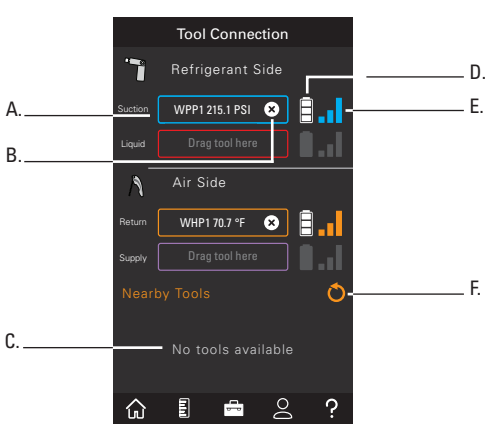 Tool Connection
Refrigerant Side
D.
A.
Suction
WPP1 215.1 PSI
E.
B.
Liquid
Drag tool here
Air Side
Return
WHP1 70.7 °F
Supply
Drag tool here
Nearby Tools
F.
C.
No tools available
?